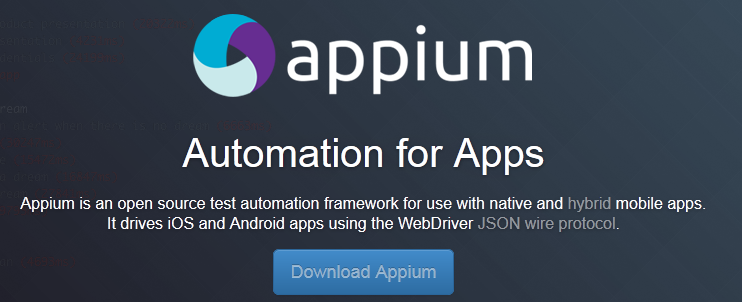 appium
Automation for Apps
Appium is an open source test automation framework for use with native and hybrid mobile apps.
It drives iOS and Android apps using the WebDriver JSON wire protocol.
Download Appium